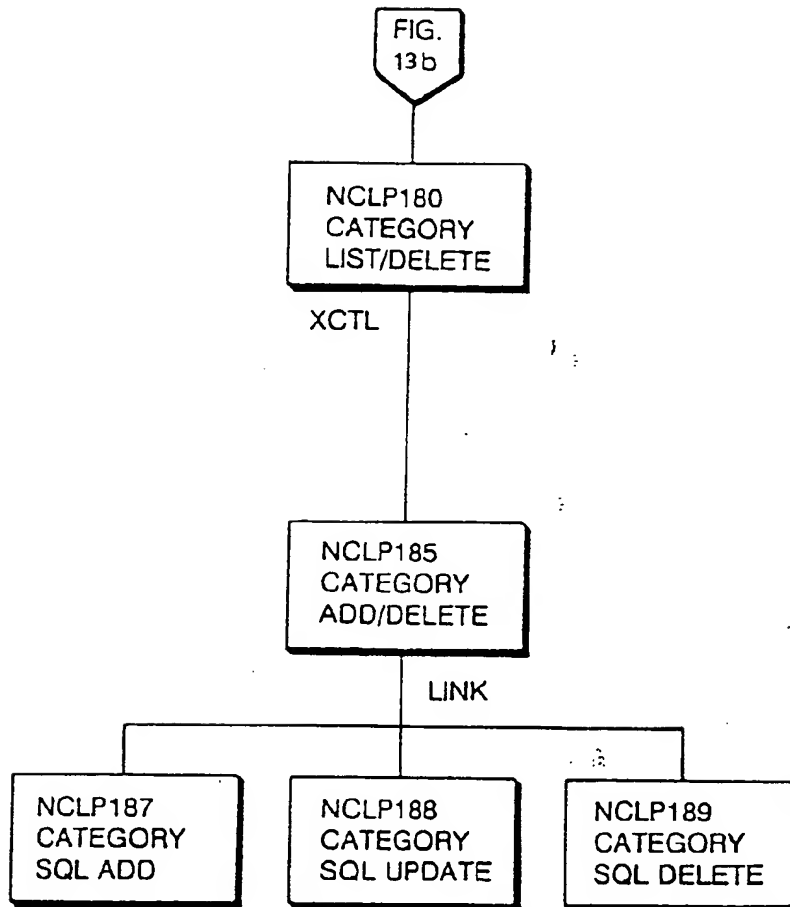 FIG.
13b
NCLP180
CATEGORY
LIST/DELETE
XCTL
NCLP185
CATEGORY
ADD/DELETE
LINK
NCLP187
CATEGORY
SQL ADD
NCLP188
CATEGORY
SQL UPDATE
NCLP189
CATEGORY
SQL DELETE